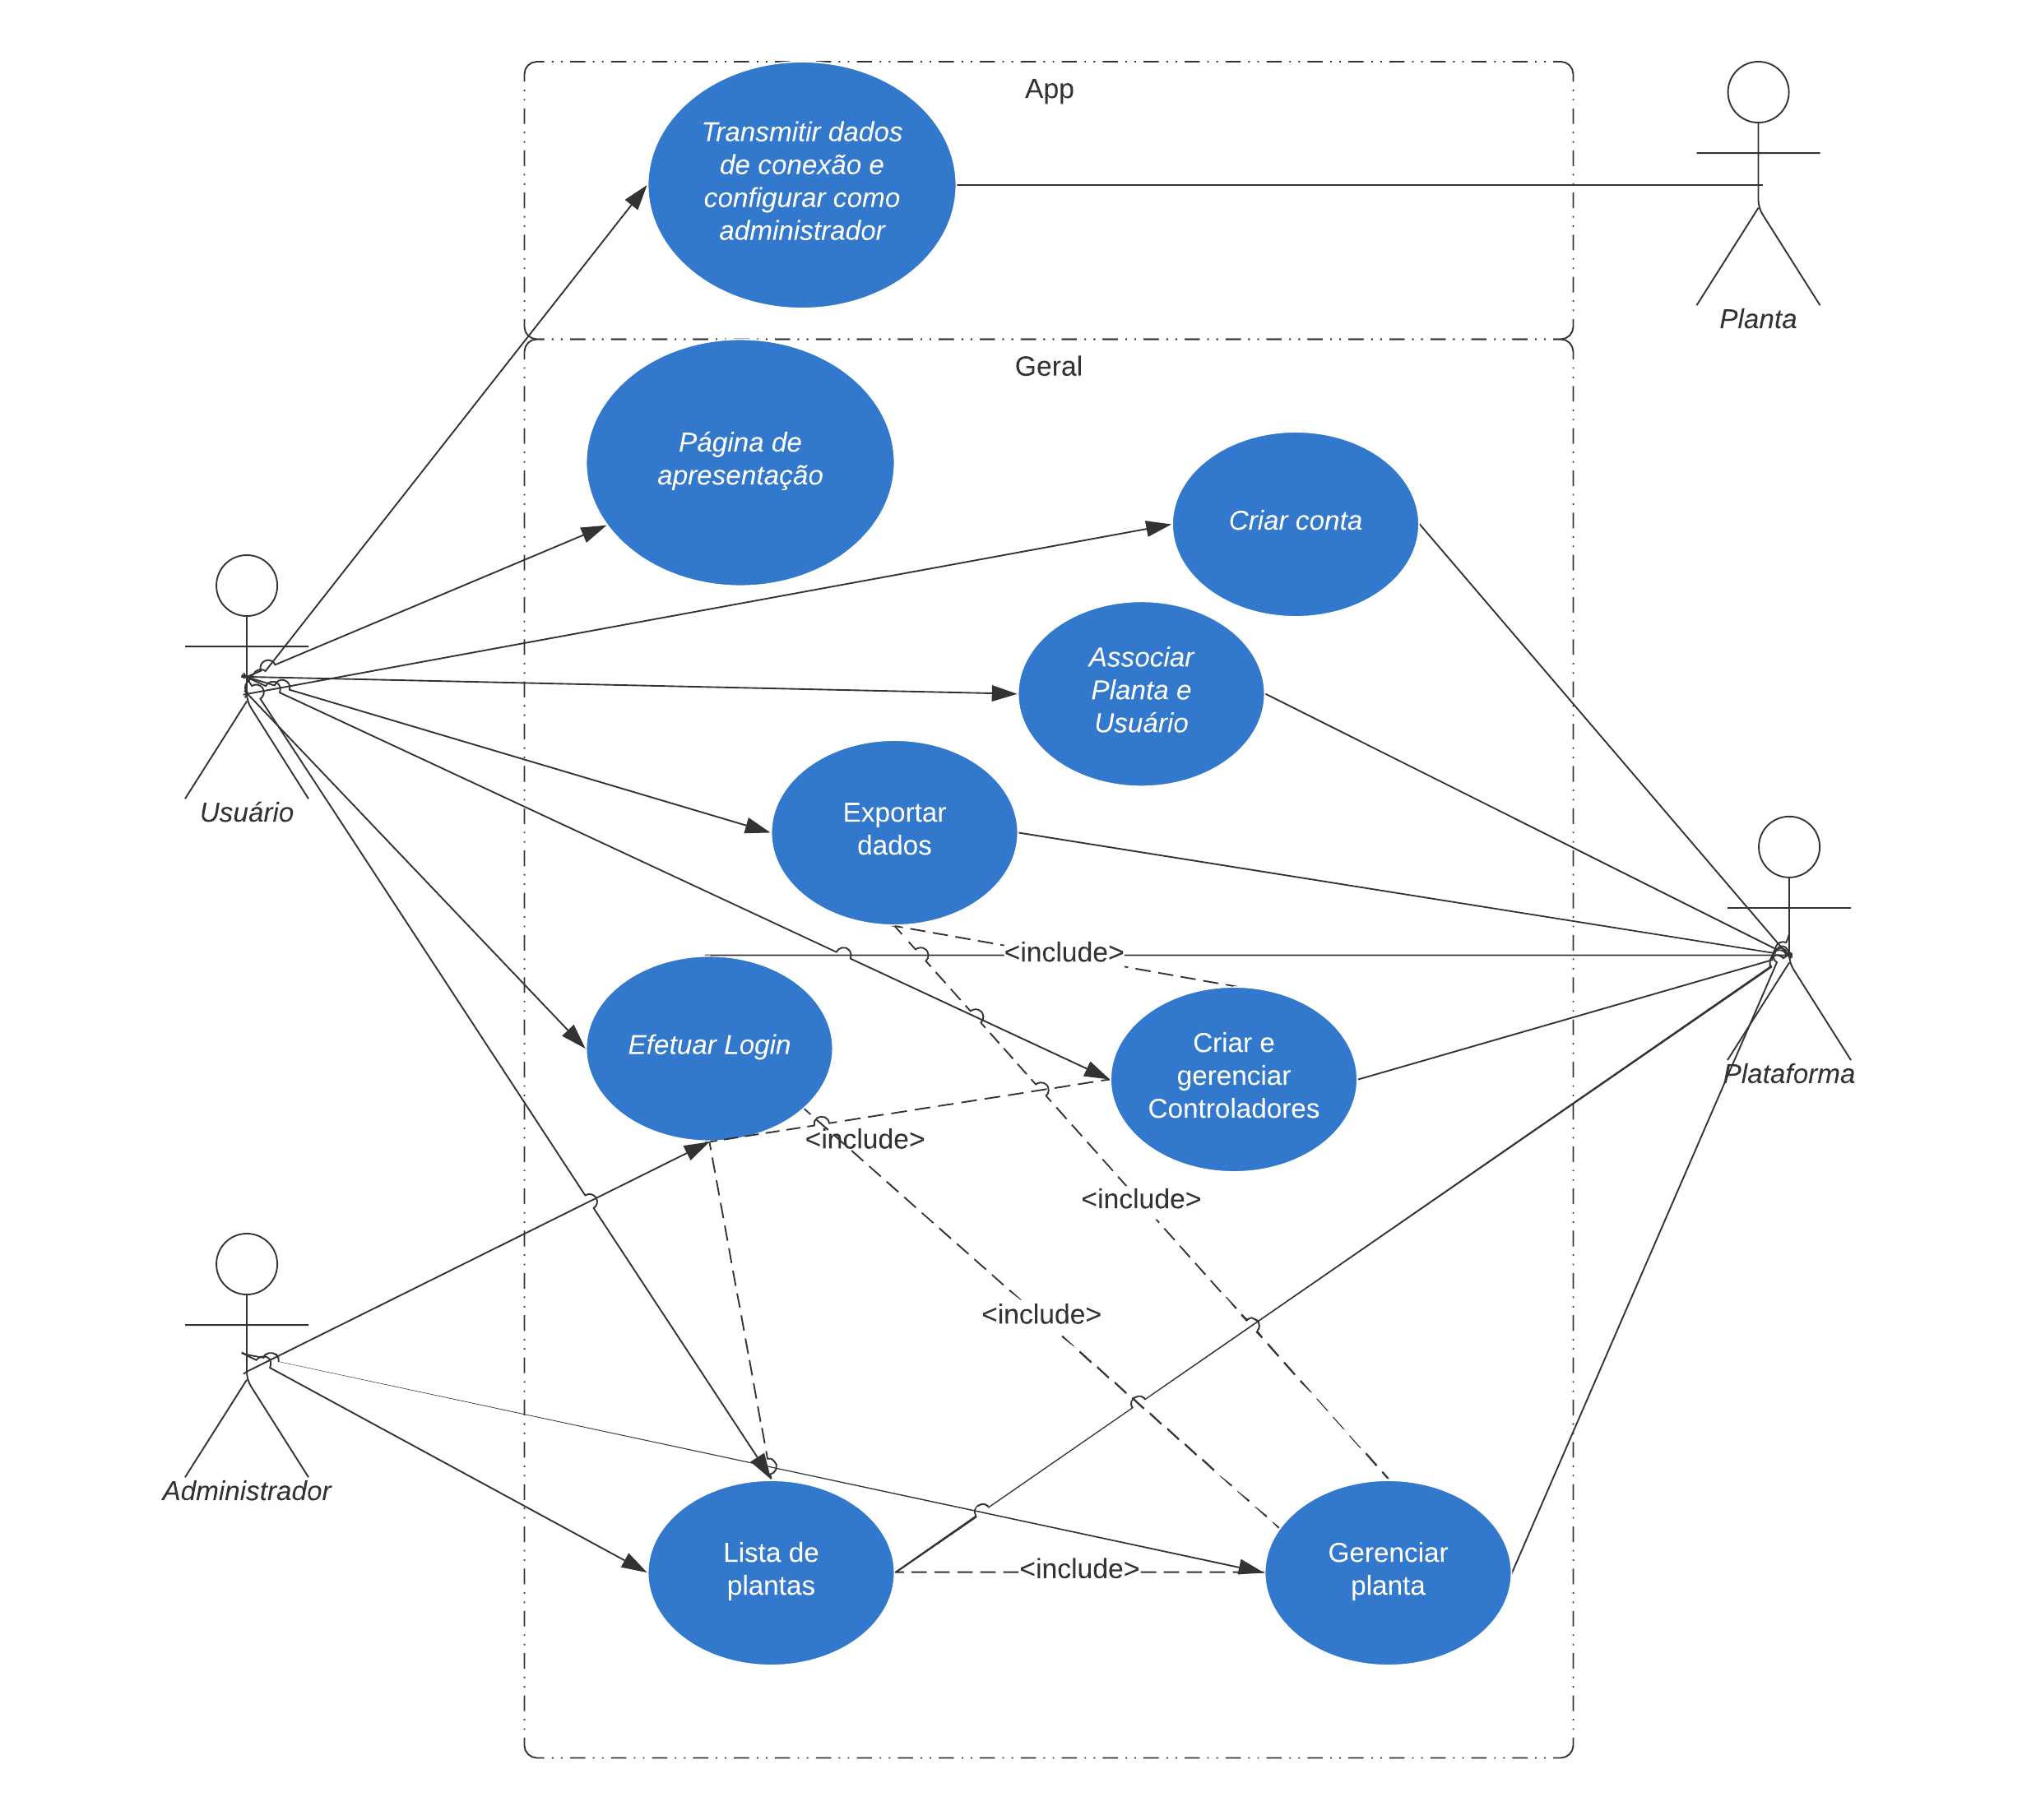 App
Transmitir dados
de conexão e
configurar como
administrador
Planta
Geral
Página de
apresentação
Criar conta
Associar
Planta e
Usuário
Usuário
Exportar
dados
<include>
Efetuar Login
Criar e
gerenciar
Controladores
Plataforma
<include>
<include>
<include>
Administrador
Lista de
plantas
<include>
Gerenciar
planta